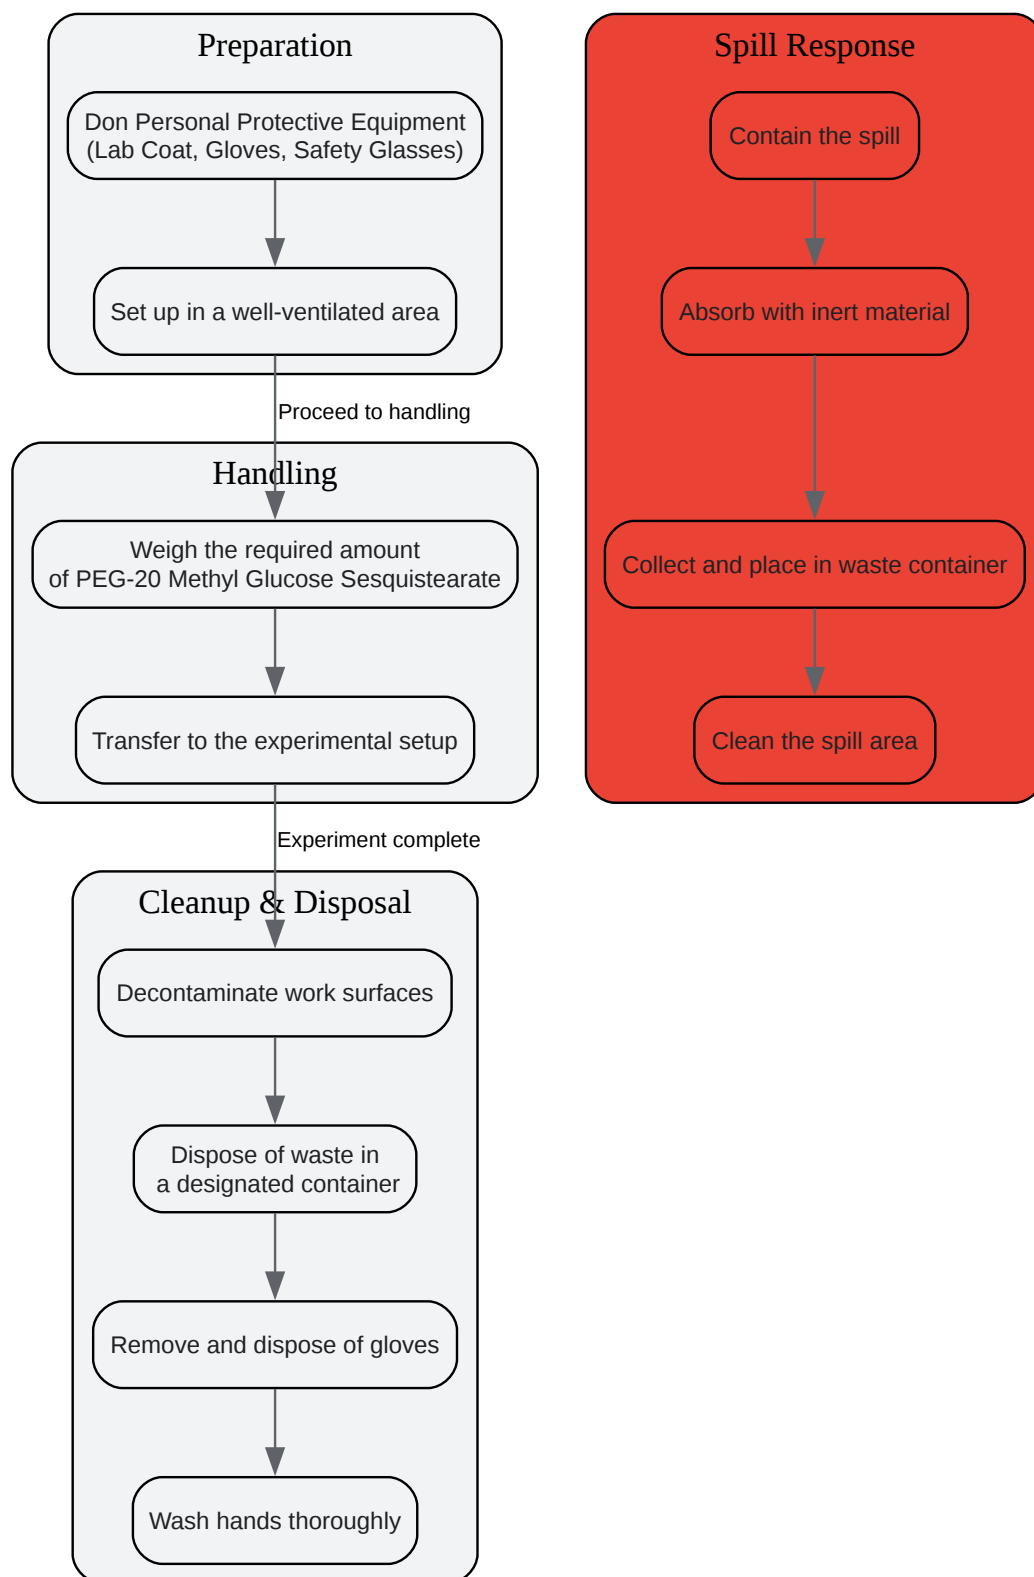 Preparation
Don Personal Protective Equipment
(Lab Coat, Gloves, Safety Glasses)
Set up in a well-ventilated area
Proceed to handling
Handling
Weigh the required amount
of PEG-20 Methyl Glucose Sesquistearate
Transfer to the experimental setup
Experiment complete
Cleanup & Disposal
Decontaminate work surfaces
Dispose of waste in
a designated container
Remove and dispose of gloves
Wash hands thoroughly
Spill Response
Contain the spill
Absorb with inert material
Collect and place in waste container
Clean the spill area